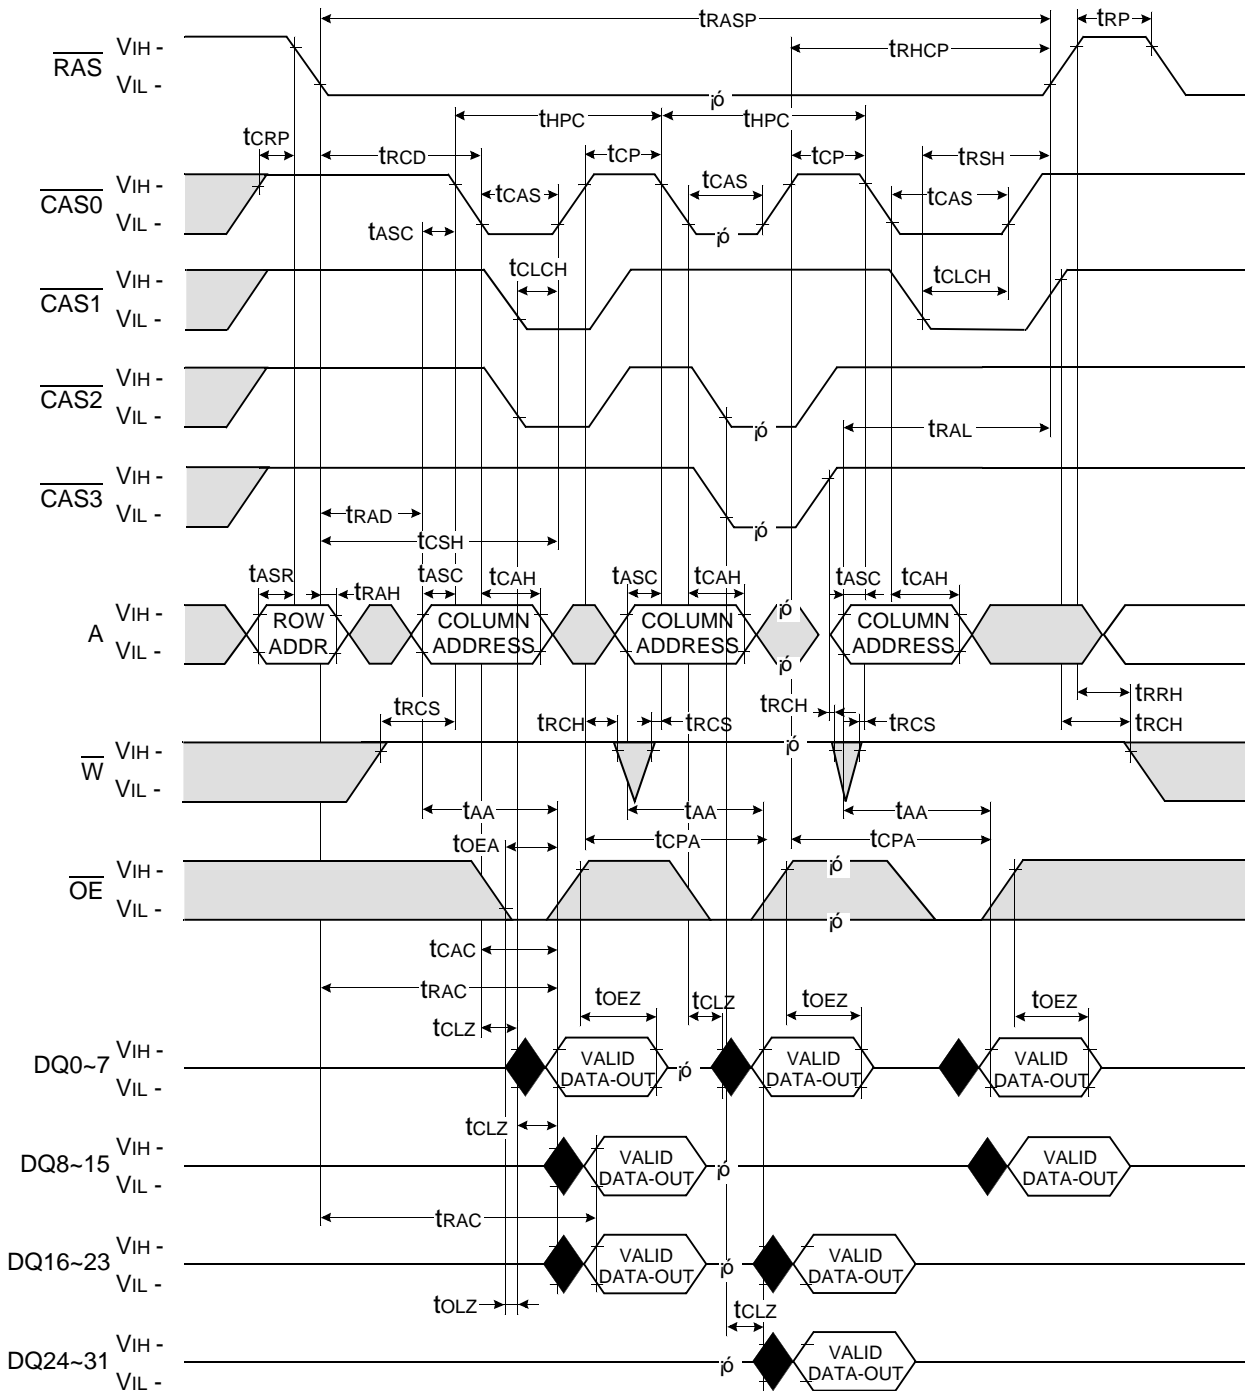 tRASP
tRP
tRHCP
RAS
VIH -
VIL -
¡ó
tHPC
tHPC
tCRP
tRCD
tCP
tCP
tRSH
CAS0
VIH -
VIL -
tCAS
tCAS
tCAS
tASC
¡ó
CAS1
VIH -
VIL -
tCLCH
tCLCH
CAS2
VIH -
VIL -
¡ó
tRAL
CAS3
VIH -
VIL -
¡ó
tRAD
tCSH
tASR
tRAH
tASC
tCAH
tASC
tCAH
tASC
tCAH
A
VIH -
VIL -
ROW
ADDR.
COLUMN
ADDRESS
COLUMN
ADDRESS
¡ó
¡ó
COLUMN
ADDRESS
tRCS
tRCH
tRCS
tRCH
tRCS
tRRH
tRCH
W
VIH -
VIL -
¡ó
tAA
tAA
tAA
tOEA
tCPA
tCPA
OE
VIH -
VIL -
¡ó
¡ó
tCAC
tRAC
tOEZ
tCLZ
tOEZ
tOEZ
tCLZ
DQ0~7
VIH -
VIL -
VALID
DATA-OUT
¡ó
VALID
DATA-OUT
VALID
DATA-OUT
tCLZ
DQ8~15
VIH -
VIL -
VALID
DATA-OUT
¡ó
VALID
DATA-OUT
tRAC
DQ16~23
VIH -
VIL -
VALID
DATA-OUT
¡ó
VALID
DATA-OUT
tOLZ
tCLZ
DQ24~31
VIH -
VIL -
¡ó
VALID
DATA-OUT